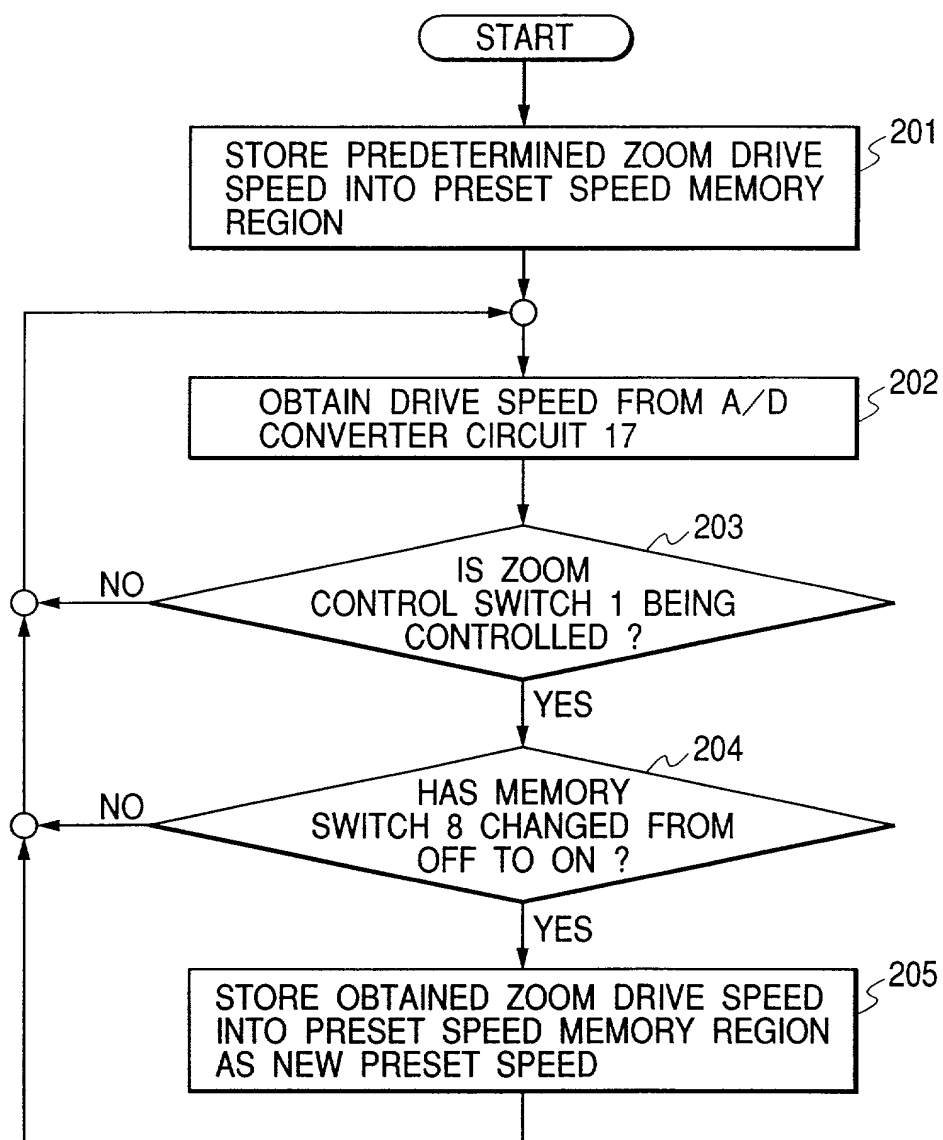 START
201
STORE PREDETERMINED ZOOM DRIVE
SPEED INTO PRESET SPEED MEMORY
REGION
202
OBTAIN DRIVE SPEED FROM A/D
CONVERTER CIRCUIT 17
203
IS ZOOM
CONTROL SWITCH 1 BEING
CONTROLLED ?
NO
YES
204
HAS MEMORY
SWITCH 8 CHANGED FROM
OFF TO ON ?
NO
YES
205
STORE OBTAINED ZOOM DRIVE SPEED
INTO PRESET SPEED MEMORY REGION
AS NEW PRESET SPEED